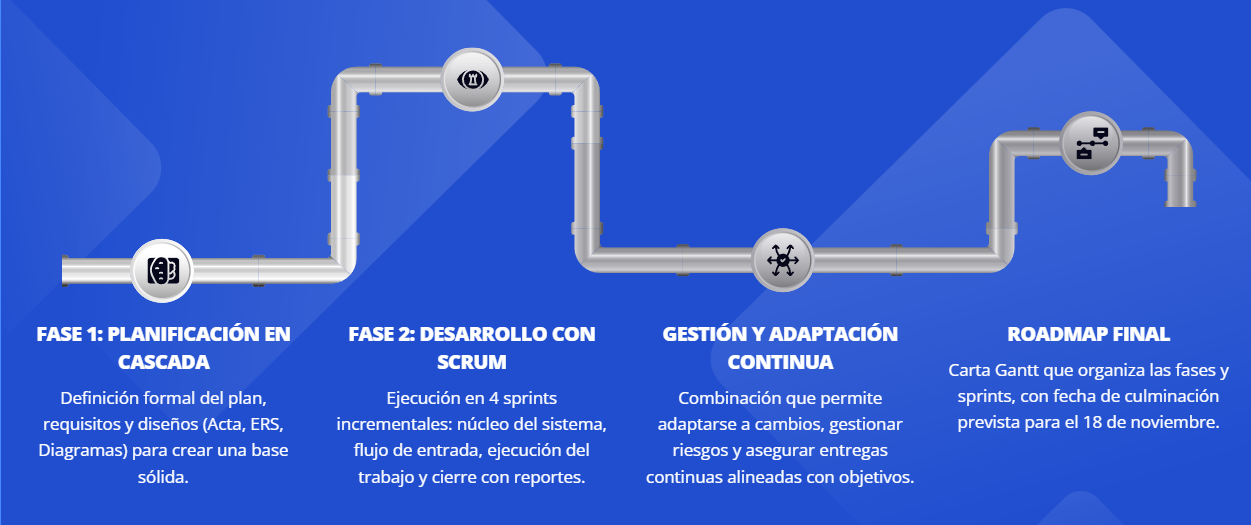 FASE 1: PLANIFICACIÓN EN
CASCADA
Definición formal del plan,
requisitos y diseños (Acta, ERS,
Diagramas) para crear una base
sólida.
FASE 2: DESARROLLO CON
SCRUM
Ejecución en 4 sprints
incrementales: núcleo del sistema,
flujo de entrada, ejecución del
trabajo y cierre con reportes.
GESTIÓN Y ADAPTACIÓN
CONTINUA
Combinación que permite
adaptarse a cambios, gestionar
riesgos y asegurar entregas
continuas alineadas con objetivos.
ROADMAP FINAL
Carta Gantt que organiza las fases y
sprints, con fecha de culminación
prevista para el 18 de noviembre.